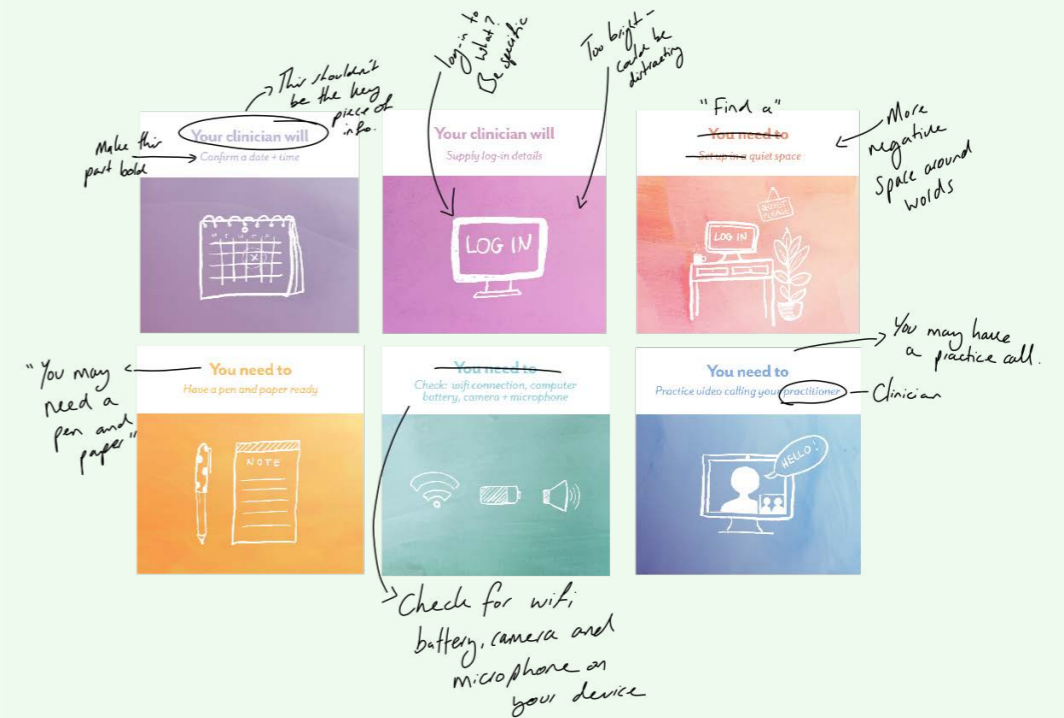 This shouldn't
be the key
piece of
info.
Make this
part bold
Your clinician will
Confirm a date + time
log-in to
what?
Be specific
Too bright -
could be
distracting
Your clinician will
Supply log-in details
LOG IN
"Find a"
You need to
Set up in a quiet space
More
negative
Space around
words
QUIET
PLEASE
LOG IN
"You may
need a
pen and
paper"
You need to
Have a pen and paper ready
NOTE
You need to
Check: wifi connection, computer
battery, camera + microphone
Check for wifi
battery, camera and
microphone on
your device
You need to
Practice video calling your practitioner
You may have
a practice call.
Clinician
HELLO!